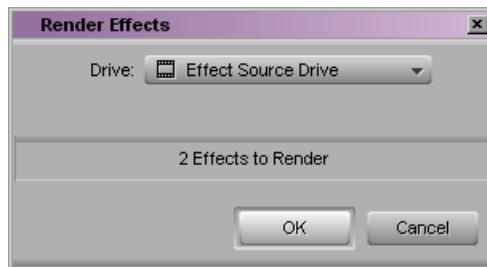 Render Effects
Drive: Effect Source Drive
2 Effects to Render
OK Cancel